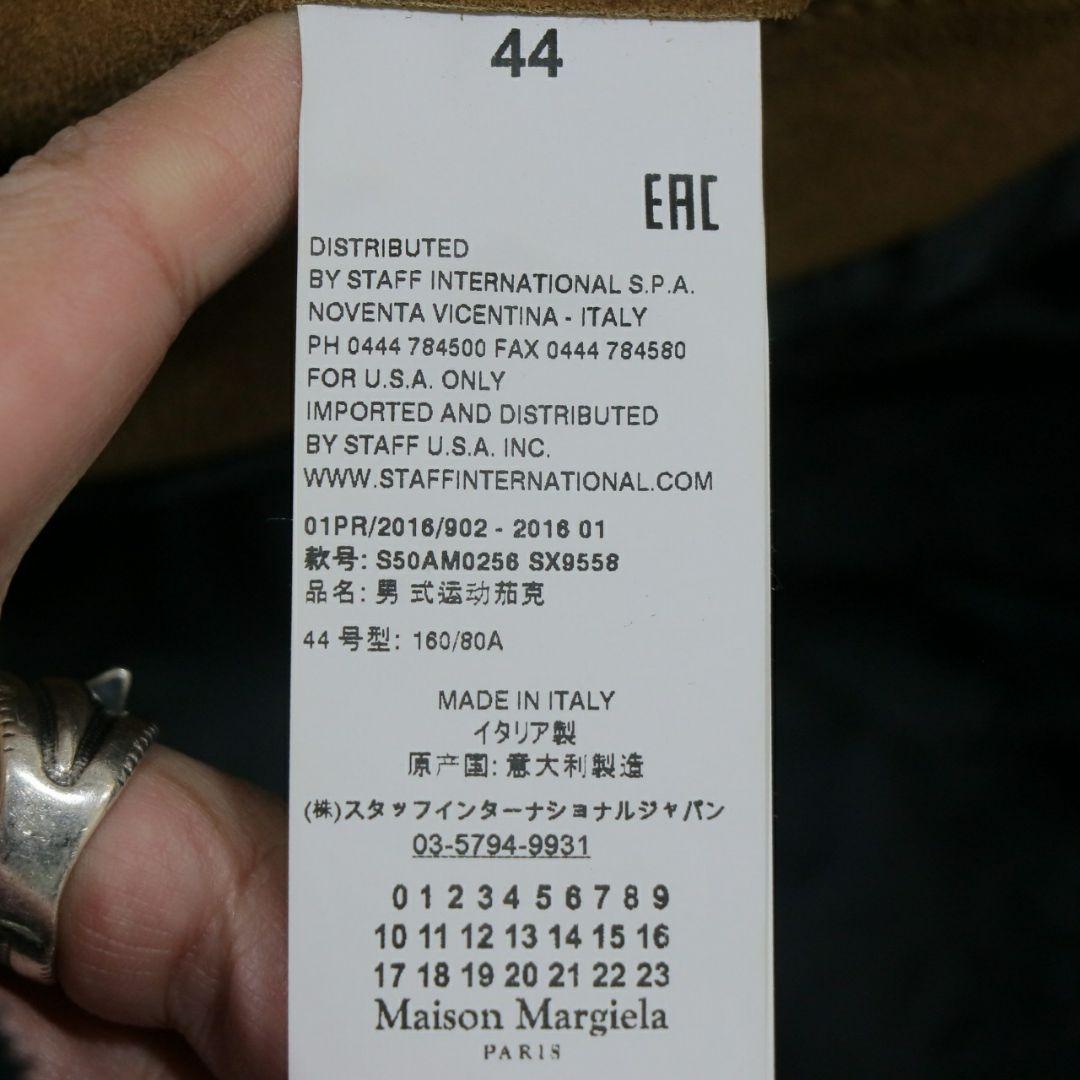 44
EAC
DISTRIBUTED
BY STAFF INTERNATIONAL S.P.A.
NOVENTA VICENTINA - ITALY
PH 0444 784500 FAX 0444 784580
FOR U.S.A. ONLY
IMPORTED AND DISTRIBUTED
BY STAFF U.S.A. INC.
WWW.STAFFINTERNATIONAL.COM
01PR/2016/902 - 2016 01
款号: S50AM0256 SX9558
品名: 男 式运动茄克
44 号型: 160/80A
MADE IN ITALY
イタリア製
原产国: 意大利製造
(株)スタッフインターナショナルジャパン
03-5794-9931
0 1 2 3 4 5 6 7 8 9
10 11 12 13 14 15 16
17 18 19 20 21 22 23
Maison Margiela
PARIS